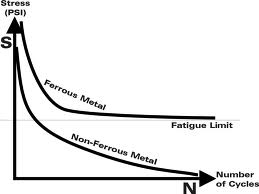 Stress
(PSI)
S
Ferrous Metal
Fatigue Limit
Non-Ferrous Metal
N
Number
of Cycles